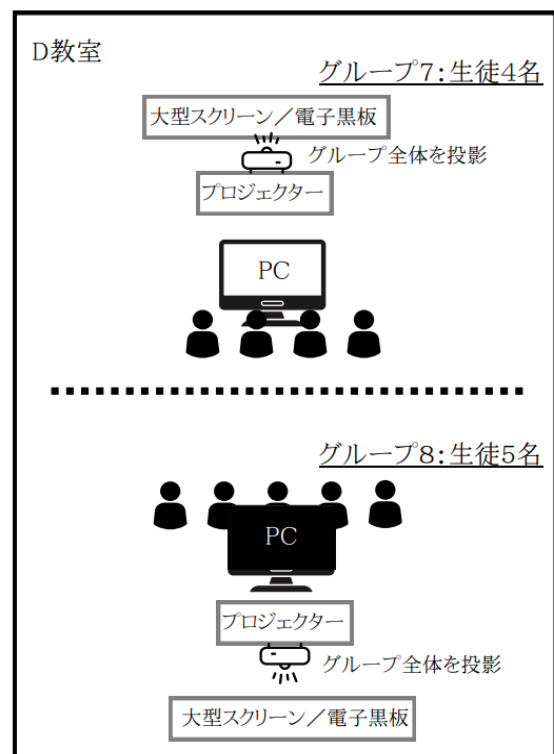 D教室
グループ7:生徒4名
大型スクリーン/電子黒板
グループ全体を投影
プロジェクター
PC
グループ8:生徒5名
PC
プロジェクター
グループ全体を投影
大型スクリーン/電子黒板